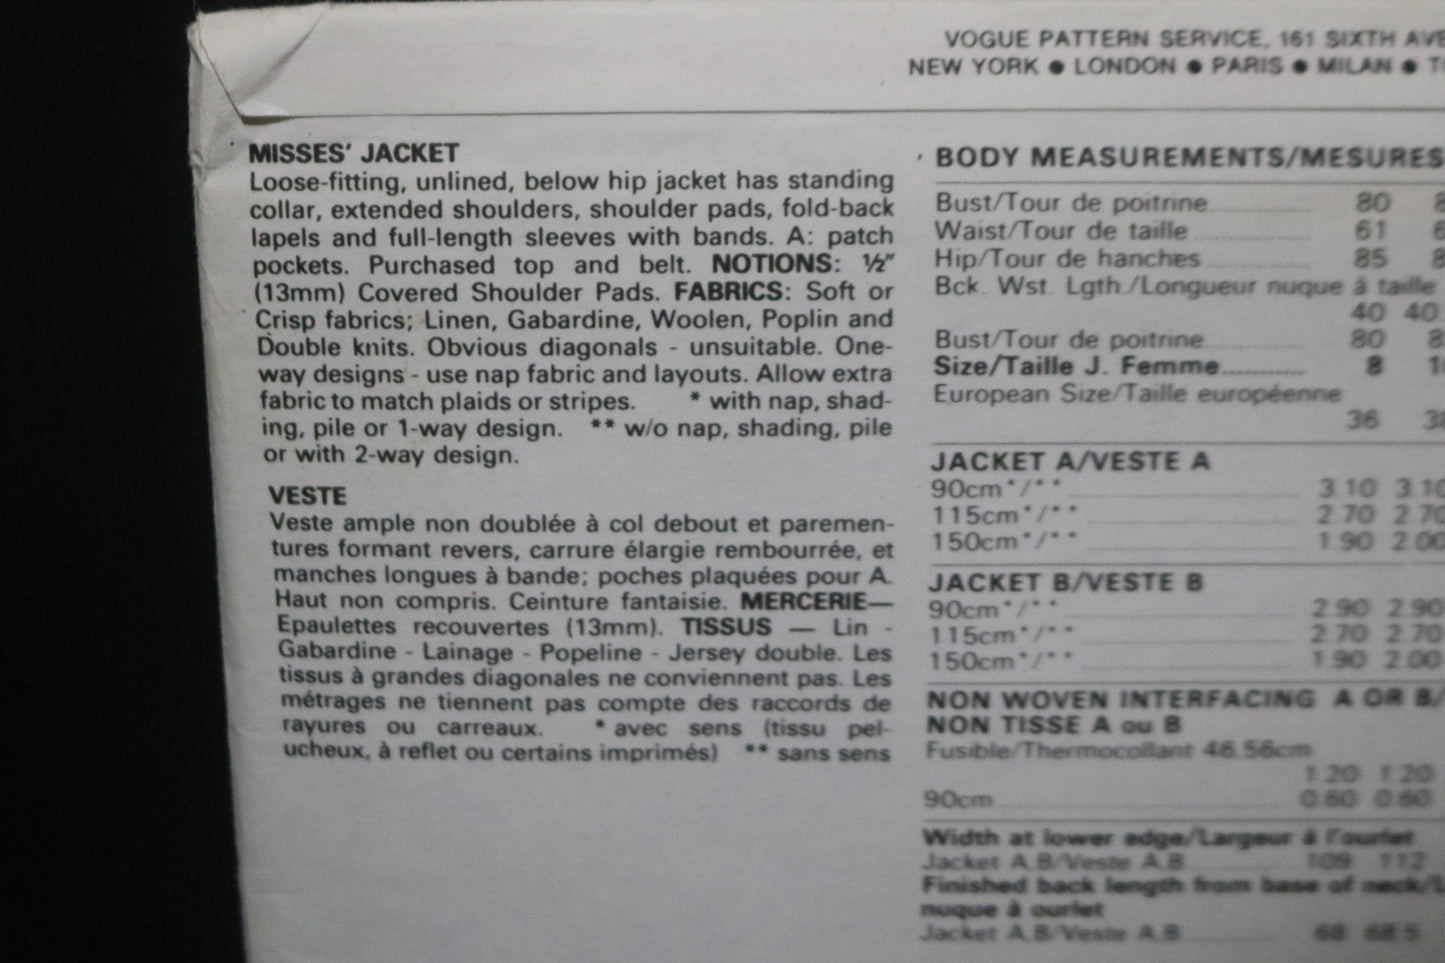 VOGUE PATTERN SERVICE, 161 SIXTH AVE
NEW YORK ● LONDON ● PARIS ● MILAN ● T
MISSES' JACKET
Loose-fitting, unlined, below hip jacket has standing
collar, extended shoulders, shoulder pads, fold-back
lapels and full-length sleeves with bands. A: patch
pockets. Purchased top and belt. NOTIONS: ½"
(13mm) Covered Shoulder Pads. FABRICS: Soft or
Crisp fabrics; Linen, Gabardine, Woolen, Poplin and
Double knits. Obvious diagonals - unsuitable. One-
way designs - use nap fabric and layouts. Allow extra
fabric to match plaids or stripes. * with nap, shad-
ing, pile or 1-way design. ** w/o nap, shading, pile
or with 2-way design.
VESTE
Veste ample non doublée à col debout et paremen-
tures formant revers, carrure élargie rembourrée, et
manches longues à bande; poches plaquées pour A.
Haut non compris. Ceinture fantaisie. MERCERIE—
Epaulettes recouvertes (13mm). TISSUS — Lin -
Gabardine - Lainage - Popeline - Jersey double. Les
tissus à grandes diagonales ne conviennent pas. Les
métrages ne tiennent pas compte des raccords de
rayures ou carreaux. * avec sens (tissu pel-
ucheux, à reflet ou certains imprimés) ** sans sens
BODY MEASUREMENTS/MESURES
Bust/Tour de poitrine 80 8
Waist/Tour de taille 61 6
Hip/Tour de hanches 85 8
Bck. Wst. Lgth./Longueur nuque à taille
40 40
Bust/Tour de poitrine 80 8
Size/Taille J. Femme 8 1
European Size/Taille européenne
36 38
JACKET A/VESTE A
90cm*/** 3.10 3.10
115cm*/** 2.70 2.70
150cm*/** 1.90 2.00
JACKET B/VESTE B
90cm*/** 2.90 2.90
115cm*/** 2.70 2.70
150cm*/** 1.90 2.00
NON WOVEN INTERFACING A OR B/
NON TISSE A ou B
Fusible/Thermocollant 46.56cm
1.20 1.20
90cm 0.60 0.60
Width at lower edge/Largeur à l'ourlet
Jacket A.B/Veste A.B 109 112
Finished back length from base of neck/L
nuque à ourlet
Jacket A.B/Veste A.B 68 68.5